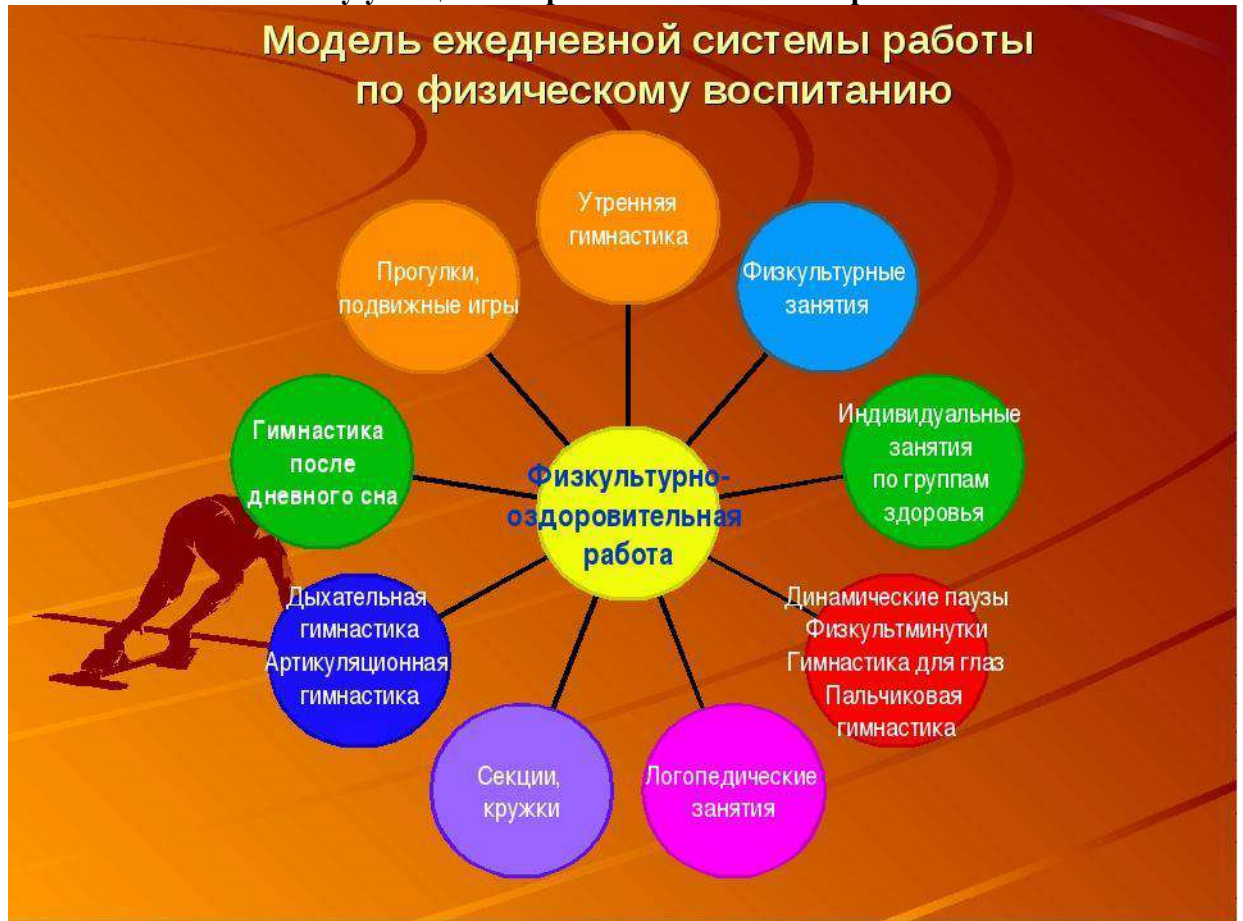 Модель ежедневной системы работы
по физическому воспитанию
Утренняя
гимнастика
Физкультурные
занятия
Индивидуальные
занятия
по группам
здоровья
Динамические паузы
Физкультминутки
Гимнастика для глаз
Пальчиковая
гимнастика
Логопедические
занятия
Секции,
кружки
Дыхательная
гимнастика
Артикуляционная
гимнастика
Гимнастика
после
дневного сна
Прогулки,
подвижные игры
Физкультурно-
оздоровительная
работа